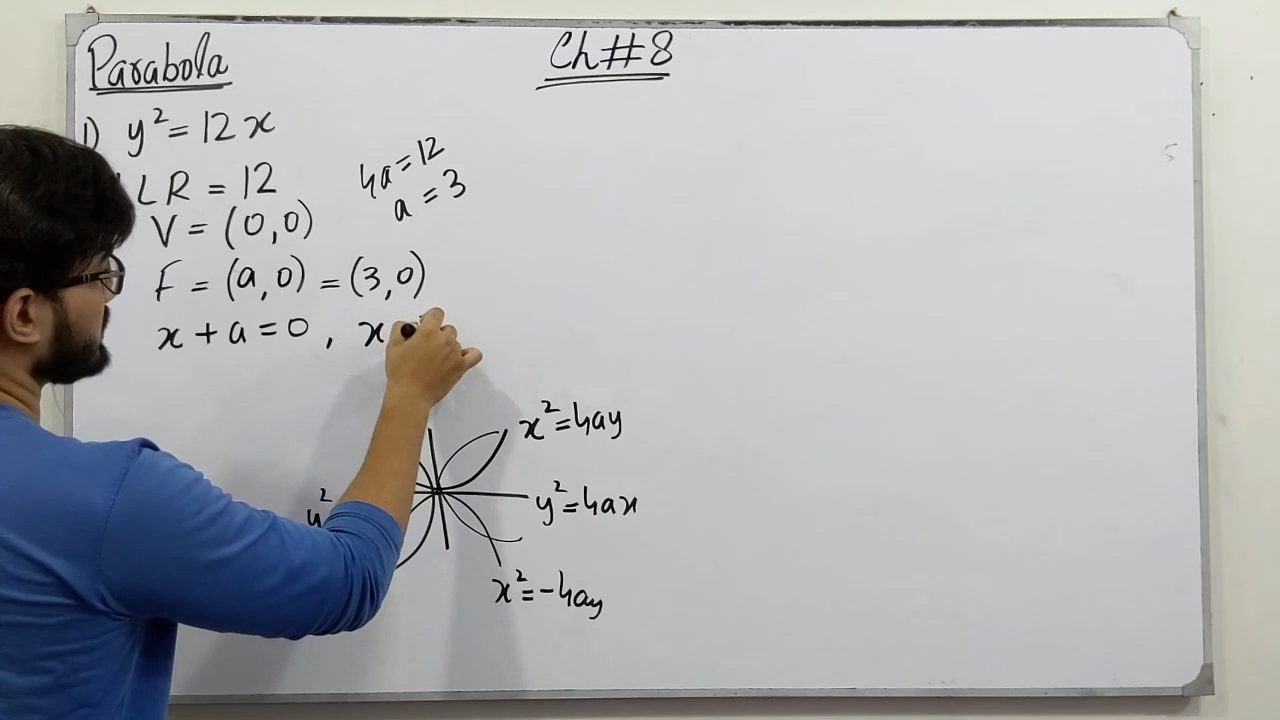 Parabola
Ch#8
1) y²=12x
LR = 12
4a=12
a=3
V = (0,0)
F = (a,0) = (3,0)
x+a=0, x
x²=4ay
y²=4ax
y²
x²=-4ay